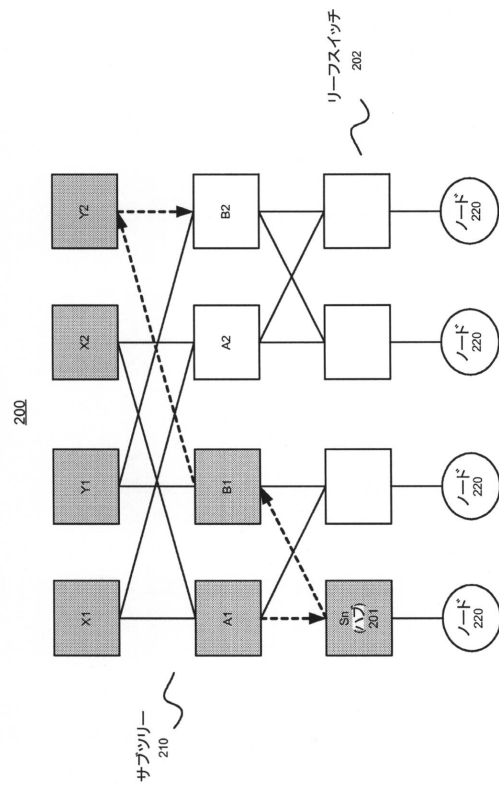 200
X1
Y1
X2
Y2
サブツリー
210
A1
B1
A2
B2
リーフスイッチ
202
Sn
(ハブ)
201
ノード
220
ノード
220
ノード
220
ノード
220